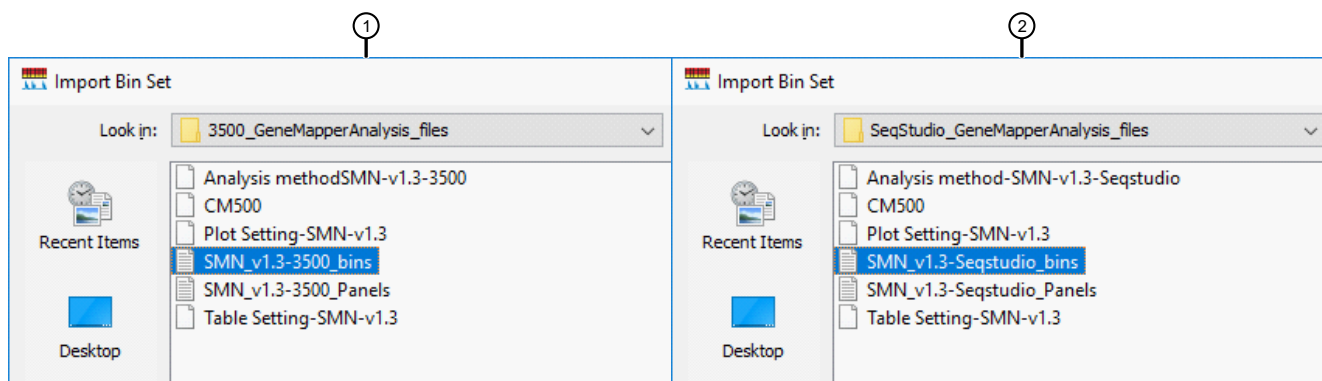 1
Import Bin Set
Look in: 3500_GeneMapperAnalysis_files
Analysis methodSMN-v1.3-3500
CM500
Plot Setting-SMN-v1.3
SMN_v1.3-3500_bins
SMN_v1.3-3500_Panels
Table Setting-SMN-v1.3
Recent Items
Desktop
2
Import Bin Set
Look in: SeqStudio_GeneMapperAnalysis_files
Analysis method-SMN-v1.3-Seqstudio
CM500
Plot Setting-SMN-v1.3
SMN_v1.3-Seqstudio_bins
SMN_v1.3-Seqstudio_Panels
Table Setting-SMN-v1.3
Recent Items
Desktop